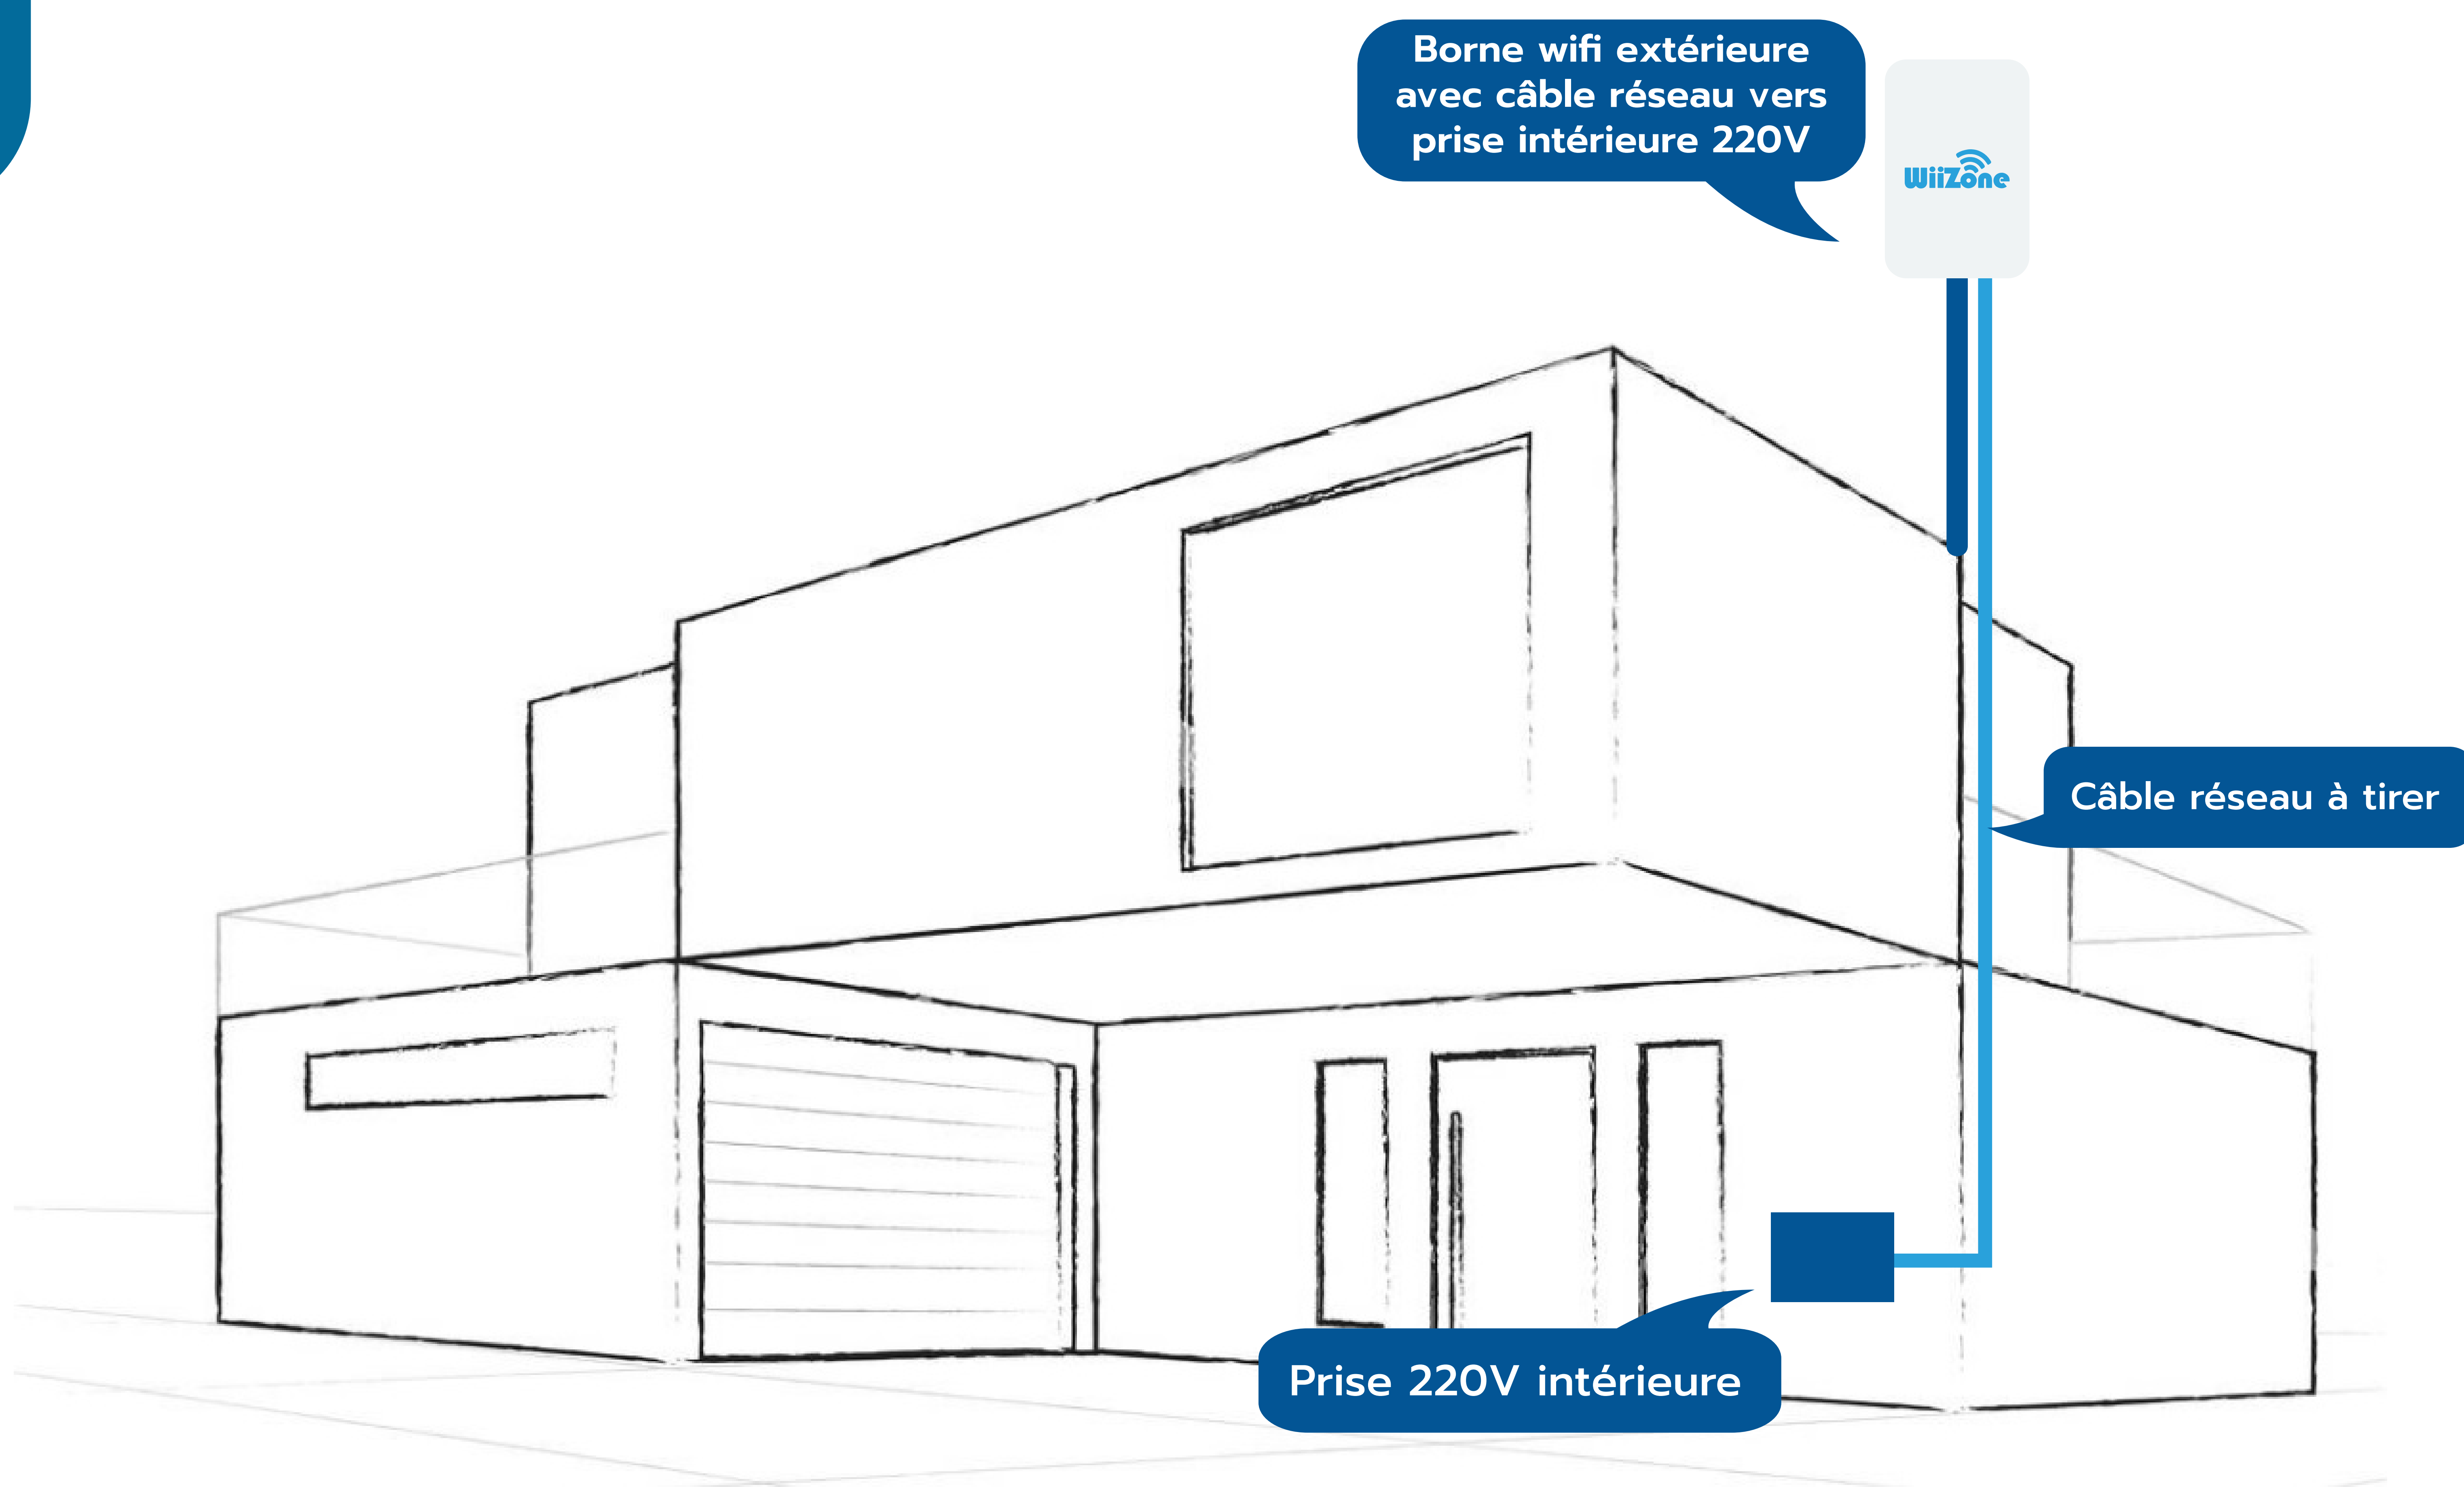 Borne wifi extérieure
avec câble réseau vers
prise intérieure 220V
WiiZone
Câble réseau à tirer
Prise 220V intérieure